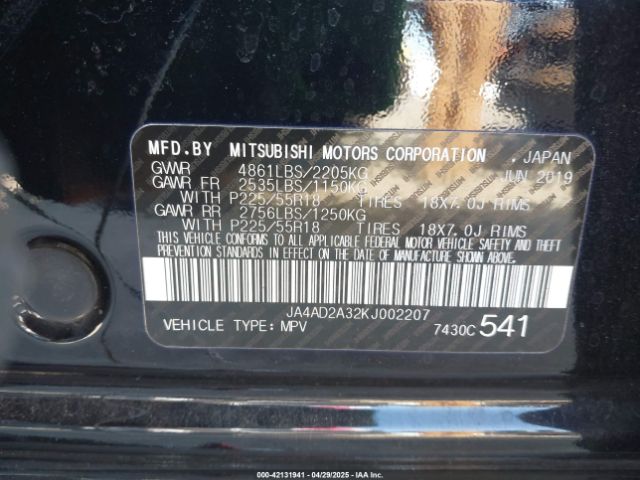 MFD.BY MITSUBISHI MOTORS CORPORATION , JAPAN
GVWR 4861LBS/2205KG JUN 2019
GAWR FR 2535LBS/1150KG
WITH P225/55R18 TIRES 18X7.0J RIMS
GAWR RR 2756LBS/1250KG
WITH P225/55R18 TIRES 18X7.0J RIMS
THIS VEHICLE CONFORMS TO ALL APPLICABLE FEDERAL MOTOR VEHICLE SAFETY AND THEFT
PREVENTION STANDARDS IN EFFECT ON THE DATE OF MANUFACTURE SHOWN ABOVE.
JA4AD2A32KJ002207
VEHICLE TYPE: MPV 7430C 541
000-42131941 - 04/29/2025 - IAAI, Inc.